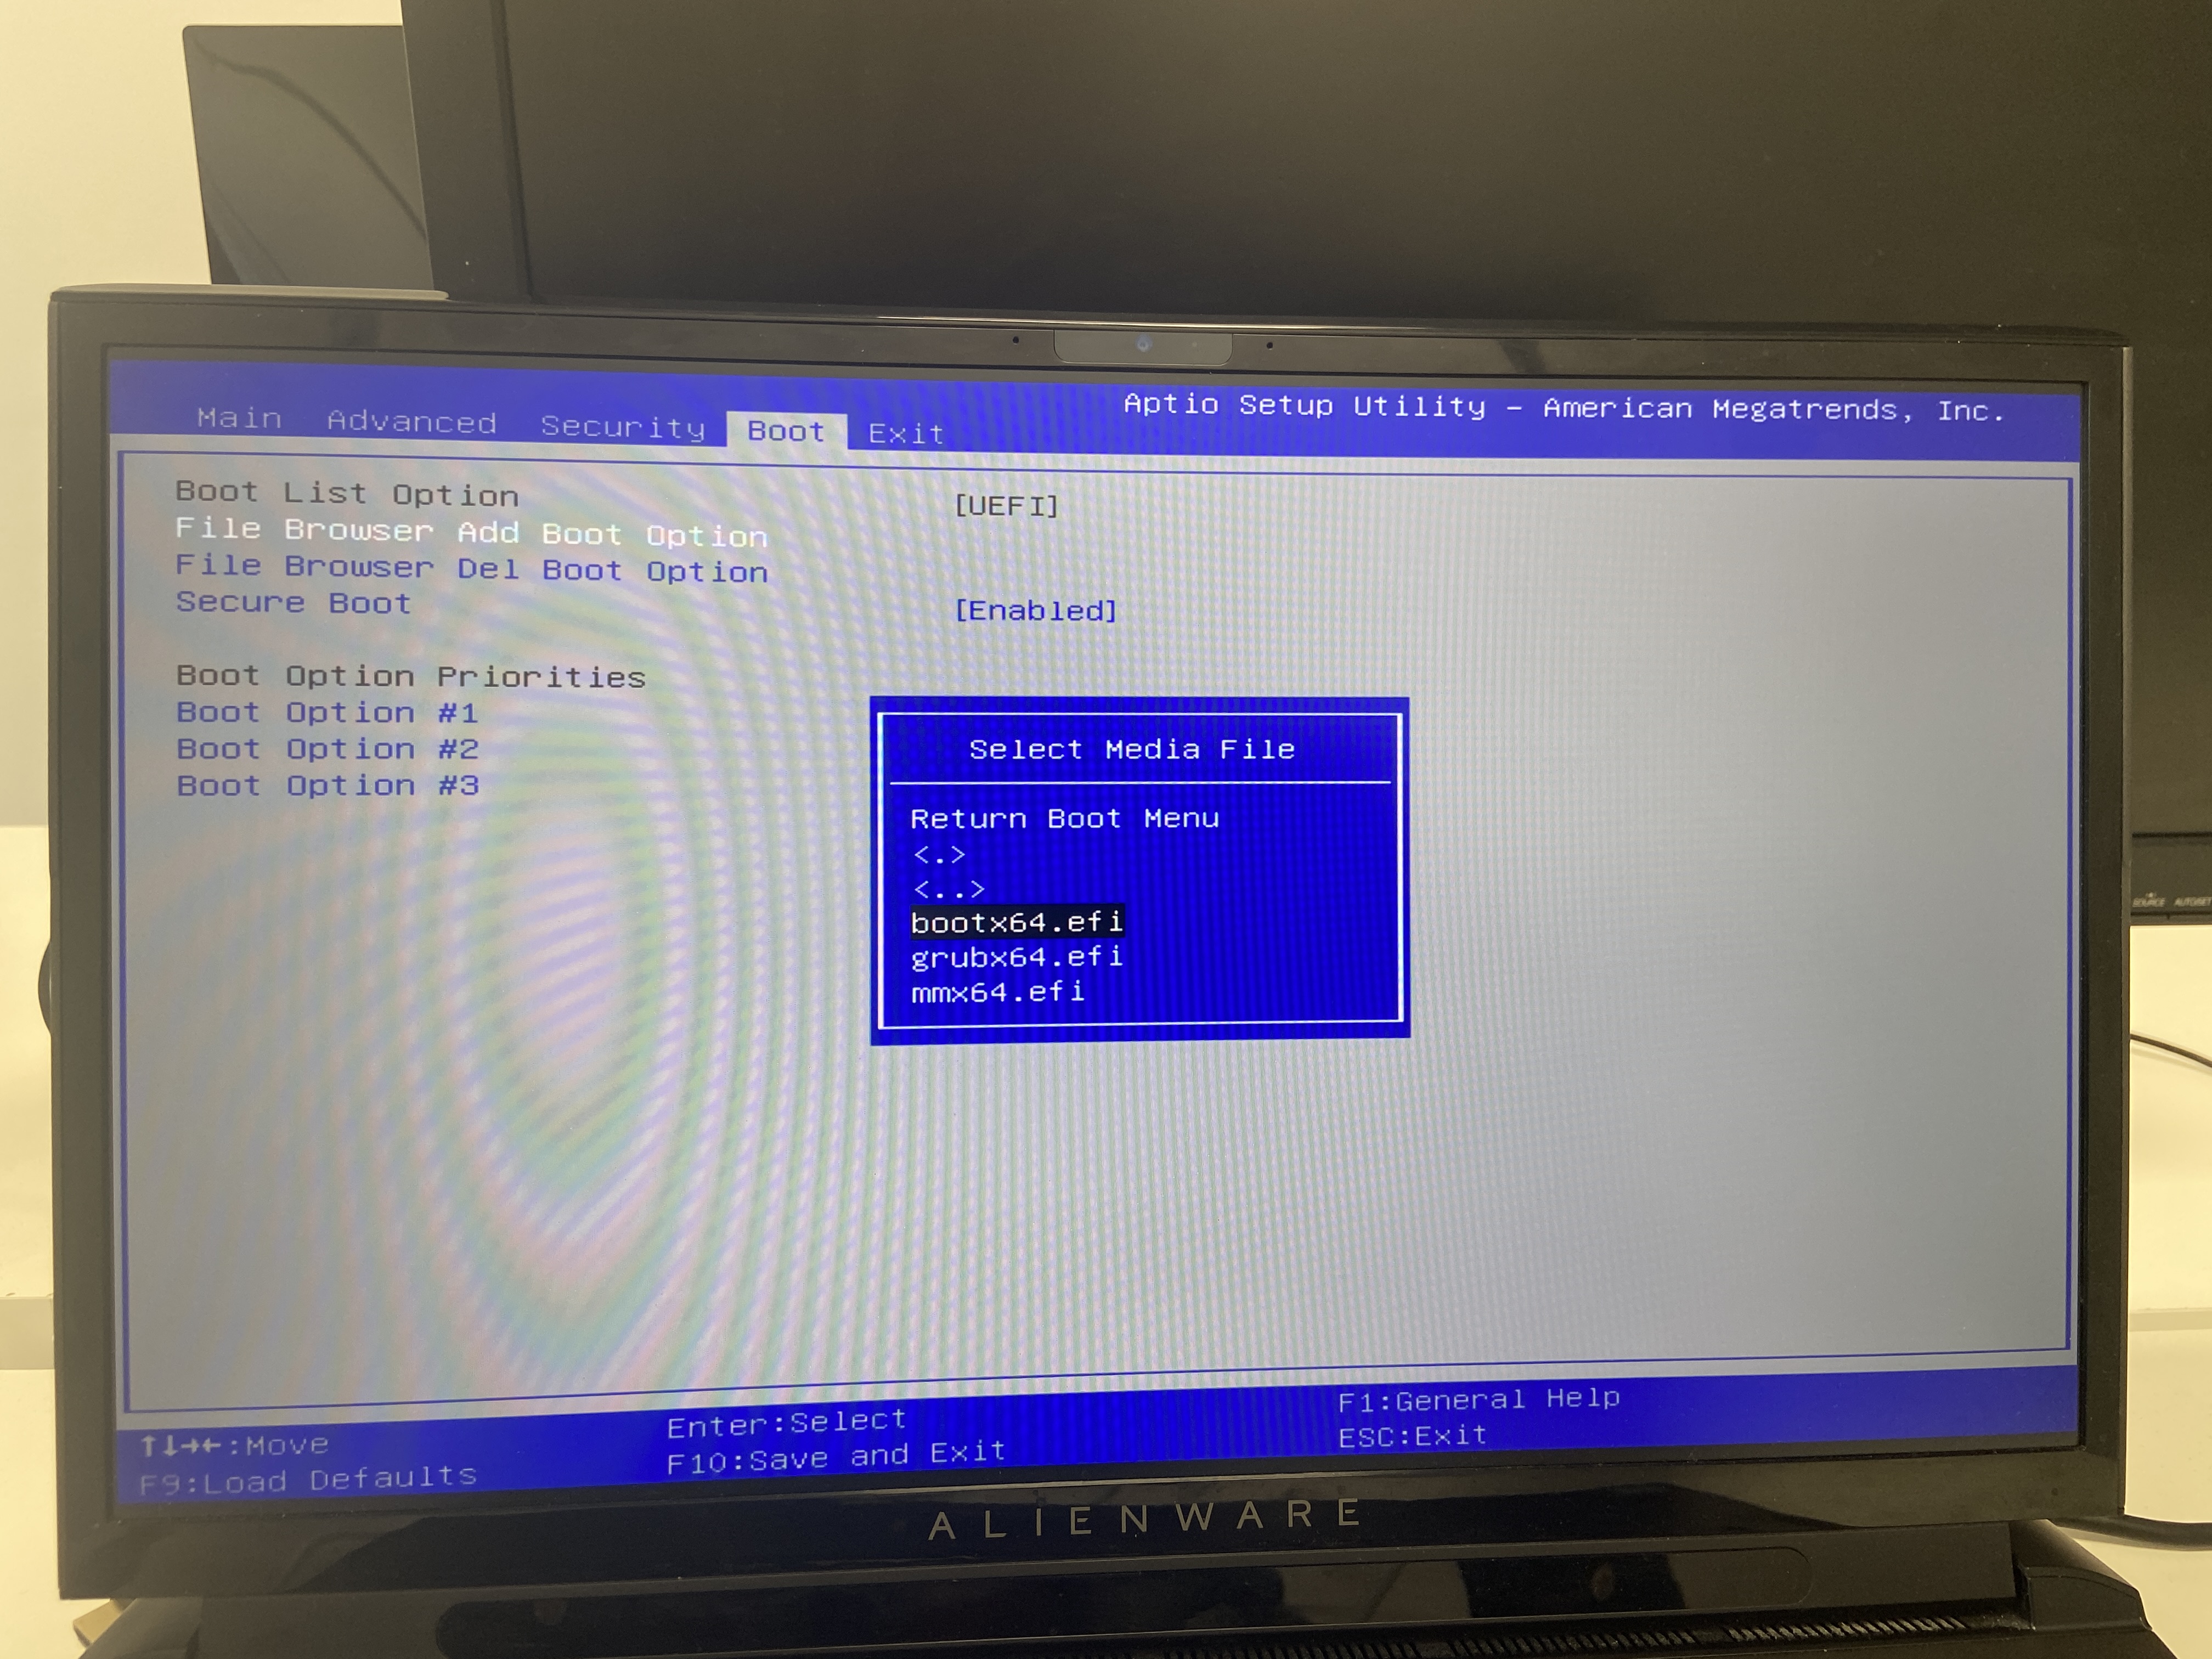 Aptio Setup Utility – American Megatrends, Inc.
Main Advanced Security Boot Exit
Boot List Option [UEFI]
File Browser Add Boot Option
File Browser Del Boot Option
Secure Boot [Enabled]
Boot Option Priorities
Boot Option #1
Boot Option #2
Boot Option #3
Select Media File
Return Boot Menu
<.>
<..>
bootx64.efi
grubx64.efi
mmx64.efi
↑↓→←:Move
F9:Load Defaults
Enter:Select
F10:Save and Exit
F1:General Help
ESC:Exit
ALIENWARE
SOURCE